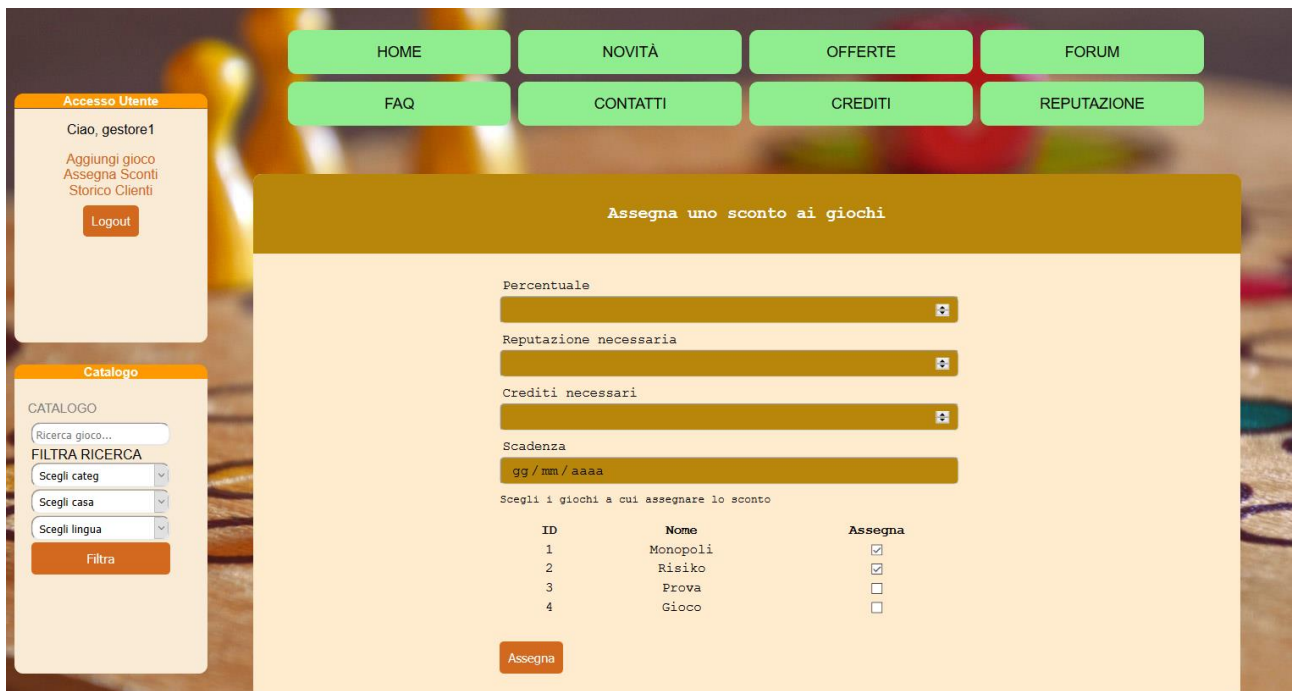 HOME NOVITÀ OFFERTE FORUM
FAQ CONTATTI CREDITI REPUTAZIONE
Accesso Utente
Ciao, gestore1
Aggiungi gioco
Assegna Sconti
Storico Clienti
Logout
Catalogo
CATALOGO
Ricerca gioco...
FILTRA RICERCA
Scegli categ
Scegli casa
Scegli lingua
Filtra
Assegna uno sconto ai giochi
Percentuale
Reputazione necessaria
Crediti necessari
Scadenza
gg / mm / aaaa
Scegli i giochi a cui assegnare lo sconto
ID Nome Assegna
1 Monopoli
2 Risiko
3 Prova
4 Gioco
Assegna